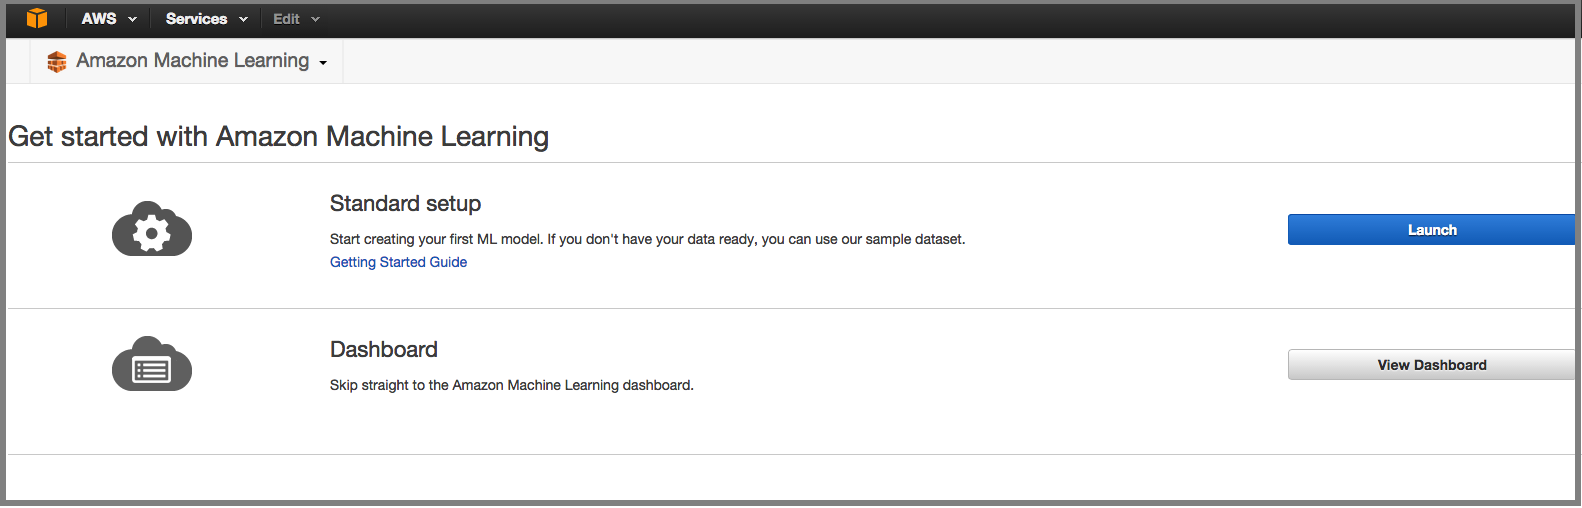 AWS Services Edit
Amazon Machine Learning
Get started with Amazon Machine Learning
Standard setup
Start creating your first ML model. If you don't have your data ready, you can use our sample dataset.
Getting Started Guide
Launch
Dashboard
Skip straight to the Amazon Machine Learning dashboard.
View Dashboard